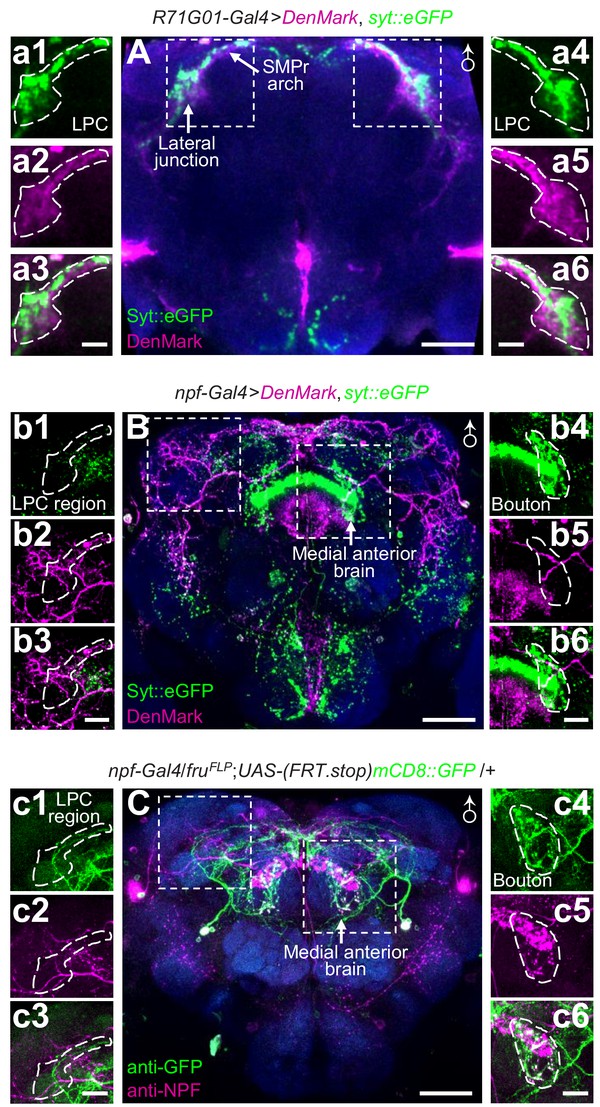 R71G01-Gal4>DenMark, syt::eGFP
a1
LPC
a2
a3
A
SMPr
arch
Lateral
junction
♂
Syt::eGFP
DenMark
a4
LPC
a5
a6
npf-Gal4>DenMark, syt::eGFP
b1
LPC region
b2
b3
B
♂
Medial anterior
brain
Syt::eGFP
DenMark
b4
Bouton
b5
b6
npf-Gal4/fruFLP;UAS-(FRT.stop)mCD8::GFP /+
c1
LPC
region
c2
c3
C
♂
Medial anterior
brain
anti-GFP
anti-NPF
c4
Bouton
c5
c6